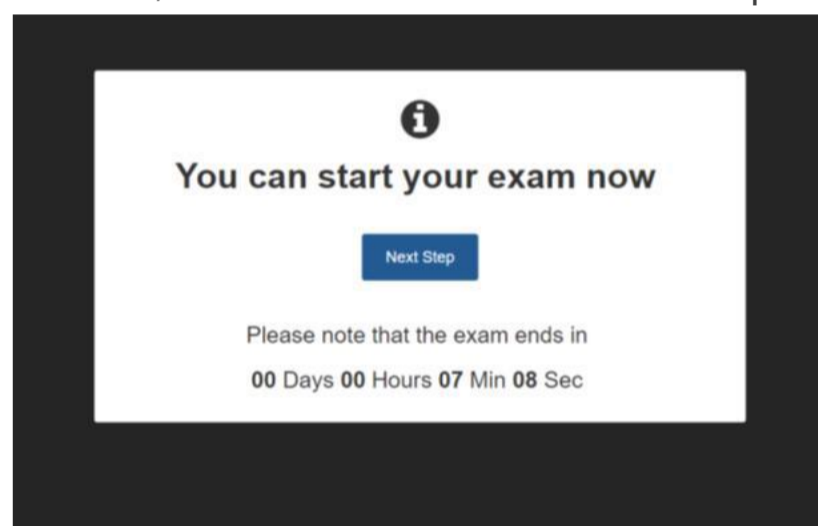 You can start your exam now
Next Step
Please note that the exam ends in
00 Days 00 Hours 07 Min 08 Sec